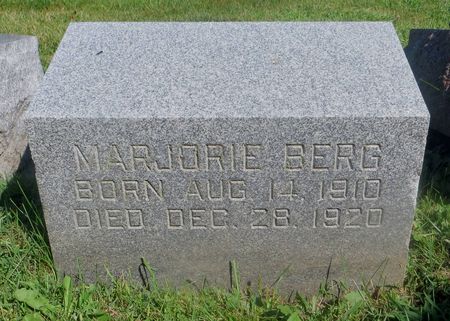 MARJORIE BERG
BORN AUG 14, 1910
DIED DEC. 28, 1920